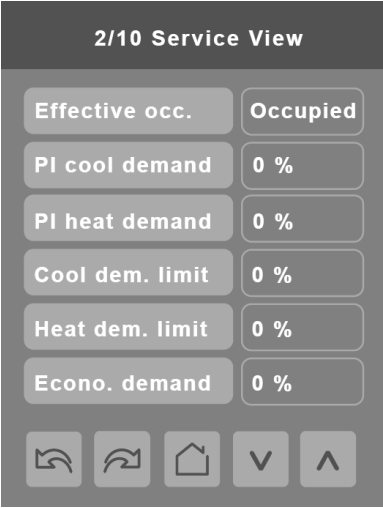 2/10 Service View
Effective occ. Occupied
PI cool demand 0 %
PI heat demand 0 %
Cool dem. limit 0 %
Heat dem. limit 0 %
Econo. demand 0 %